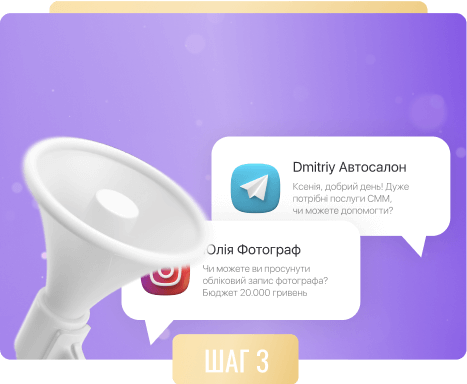 Dmitriy Автосалон
Ксенія, добрий день! Дуже
потрібні послуги СММ,
чи можете допомогти?
Юлія Фотограф
Чи можете ви просунути
обліковий запис фотографа?
Бюджет 20.000 гривень
ШАГ 3